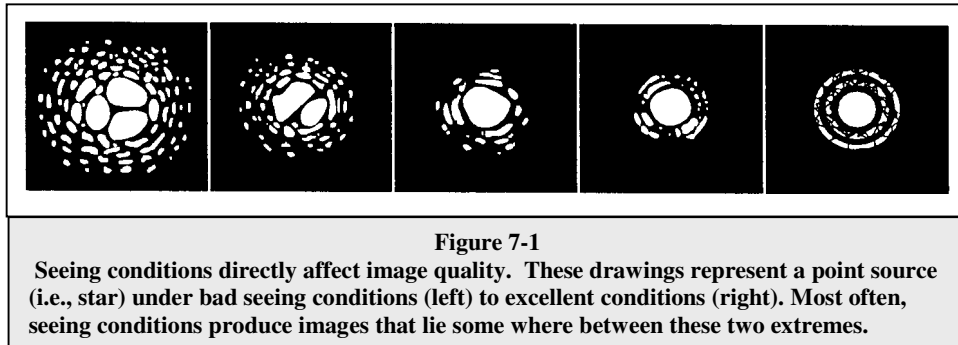 Figure 7-1
Seeing conditions directly affect image quality. These drawings represent a point source
(i.e., star) under bad seeing conditions (left) to excellent conditions (right). Most often,
seeing conditions produce images that lie some where between these two extremes.